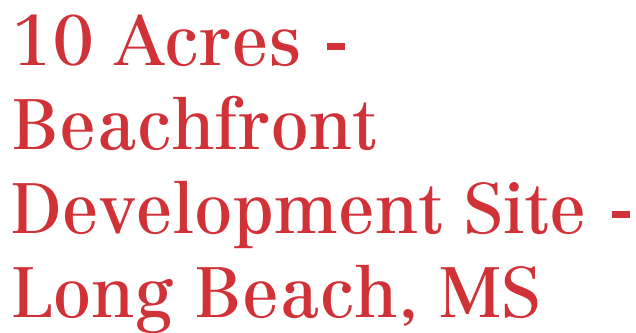 10 Acres -
Beachfront
Development Site -
Long Beach, MS